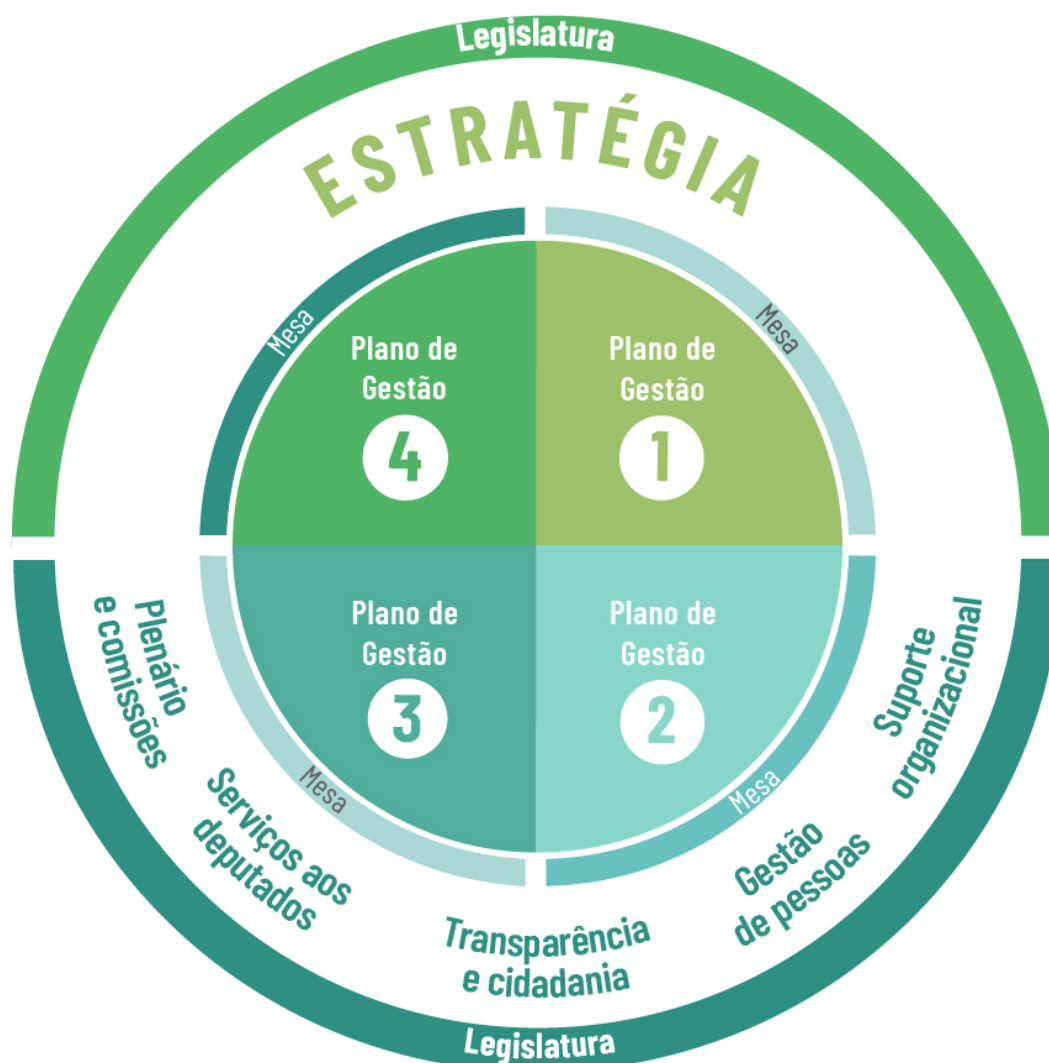 Legislatura
ESTRATÉGIA
Mesa
Mesa
Plano de
Gestão
4
Plano de
Gestão
1
Plano de
Gestão
3
Plano de
Gestão
2
Mesa
Mesa
Plenário
e comissões
Serviços aos
deputados
Transparência
e cidadania
Gestão
de pessoas
Suporte
organizacional
Legislatura